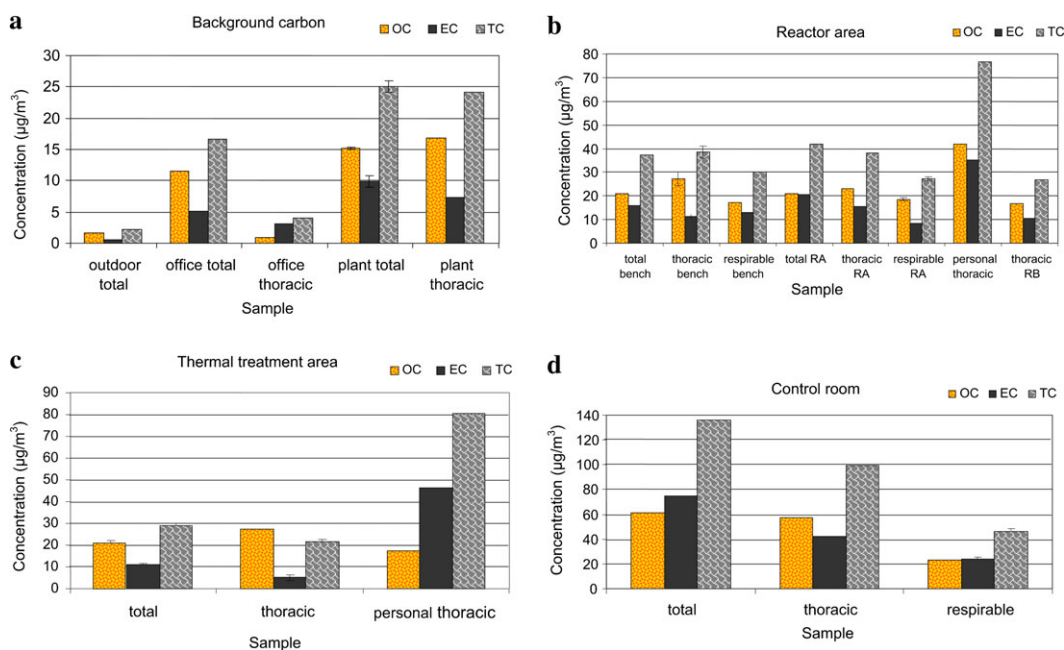 a
Background carbon
OC EC TC
Concentration (µg/m³)
30
25
20
15
10
5
0
outdoor total
office total
office thoracic
plant total
plant thoracic
Sample
b
Reactor area
OC EC TC
Concentration (µg/m³)
80
70
60
50
40
30
20
10
0
total bench
thoracic bench
respirable bench
total RA
thoracic RA
respirable RA
personal thoracic
thoracic RB
Sample
c
Thermal treatment area
OC EC TC
Concentration (µg/m³)
90
80
70
60
50
40
30
20
10
0
total
thoracic
personal thoracic
Sample
d
Control room
OC EC TC
Concentration (µg/m³)
140
120
100
80
60
40
20
0
total
thoracic
respirable
Sample